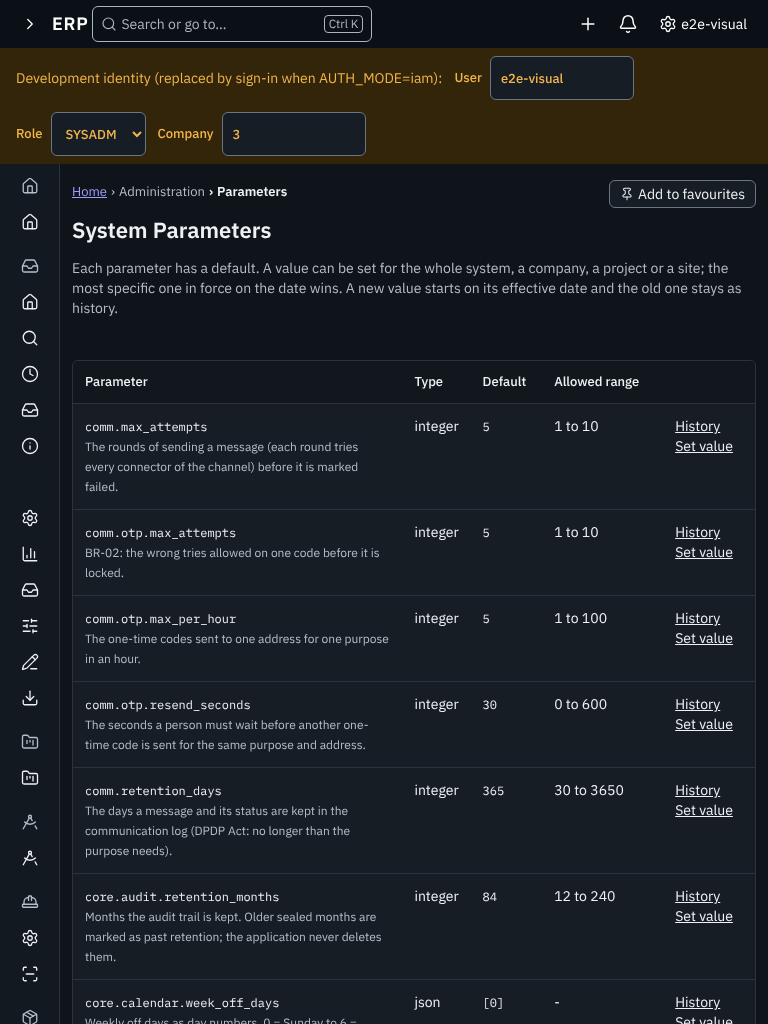 ERP Search or go to... Ctrl K e2e-visual
Development identity (replaced by sign-in when AUTH_MODE=iam): User e2e-visual
Role SYSADM Company 3
Home › Administration › Parameters Add to favourites
System Parameters
Each parameter has a default. A value can be set for the whole system, a company, a project or a site; the
most specific one in force on the date wins. A new value starts on its effective date and the old one stays as
history.
Parameter Type Default Allowed range
comm.max_attempts integer 5 1 to 10 History
The rounds of sending a message (each round tries Set value
every connector of the channel) before it is marked
failed.
comm.otp.max_attempts integer 5 1 to 10 History
BR-02: the wrong tries allowed on one code before it is Set value
locked.
comm.otp.max_per_hour integer 5 1 to 100 History
The one-time codes sent to one address for one purpose Set value
in an hour.
comm.otp.resend_seconds integer 30 0 to 600 History
The seconds a person must wait before another one- Set value
time code is sent for the same purpose and address.
comm.retention_days integer 365 30 to 3650 History
The days a message and its status are kept in the Set value
communication log (DPDP Act: no longer than the
purpose needs).
core.audit.retention_months integer 84 12 to 240 History
Months the audit trail is kept. Older sealed months are Set value
marked as past retention; the application never deletes
them.
core.calendar.week_off_days json [0] - History
Weekly off days as day numbers, 0 = Sunday to 6 = Set value